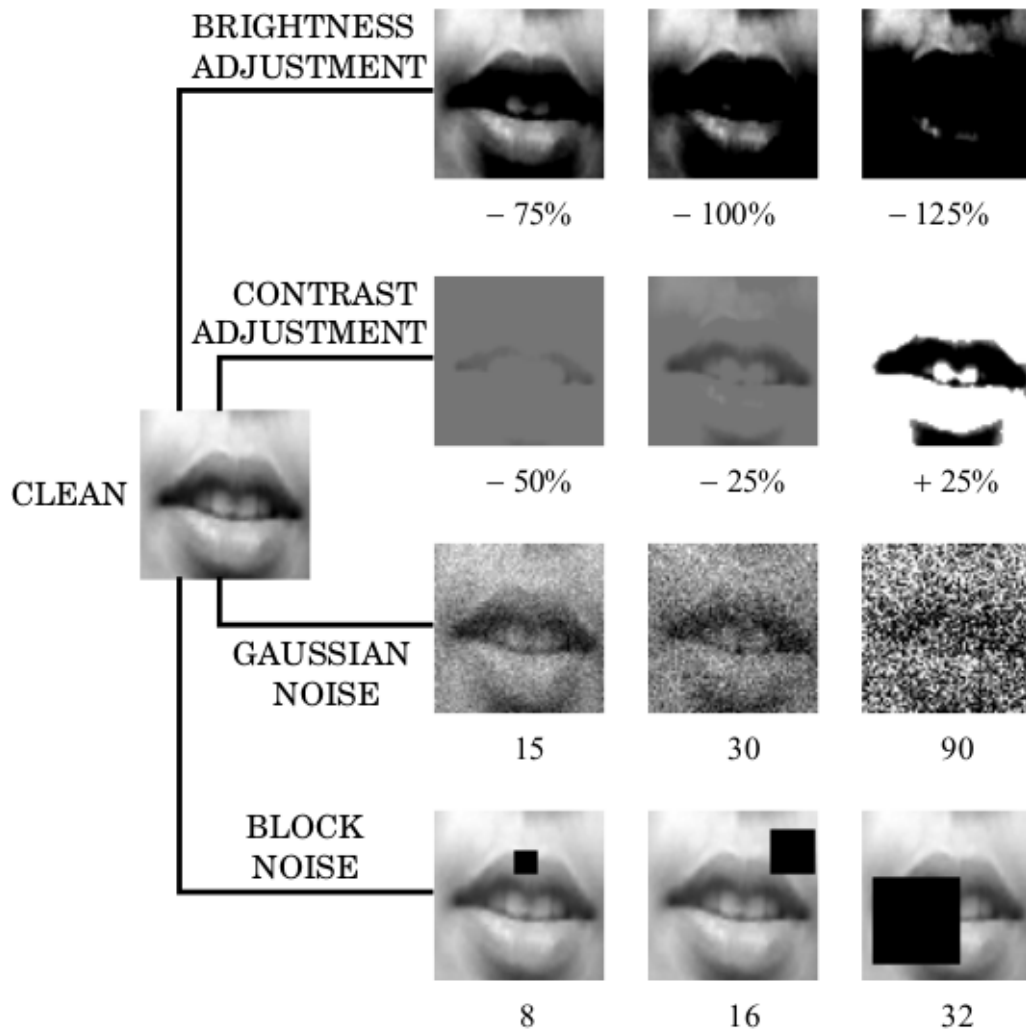 BRIGHTNESS
ADJUSTMENT
− 75%
− 100%
− 125%
CONTRAST
ADJUSTMENT
− 50%
− 25%
+ 25%
CLEAN
GAUSSIAN
NOISE
15
30
90
BLOCK
NOISE
8
16
32